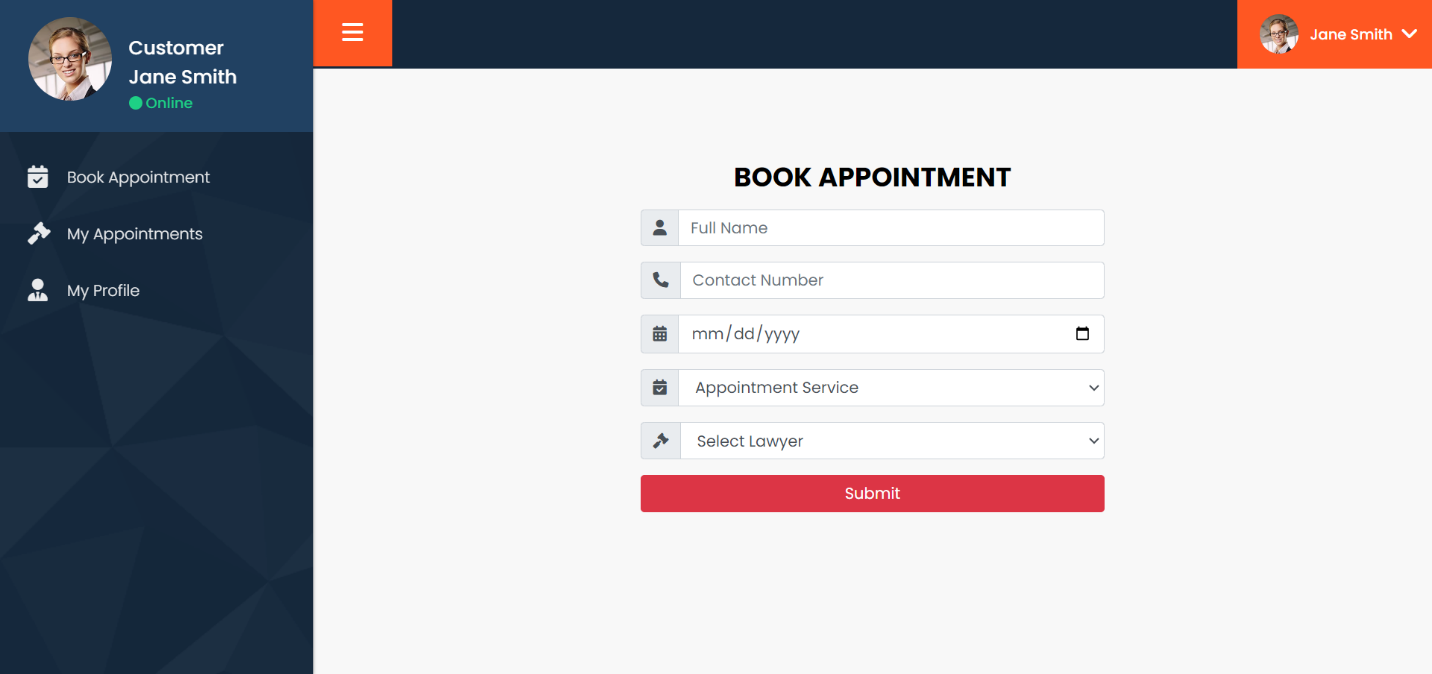 Customer
Jane Smith
Online
Book Appointment
My Appointments
My Profile
Jane Smith
BOOK APPOINTMENT
Full Name
Contact Number
mm/dd/yyyy
Appointment Service
Select Lawyer
Submit